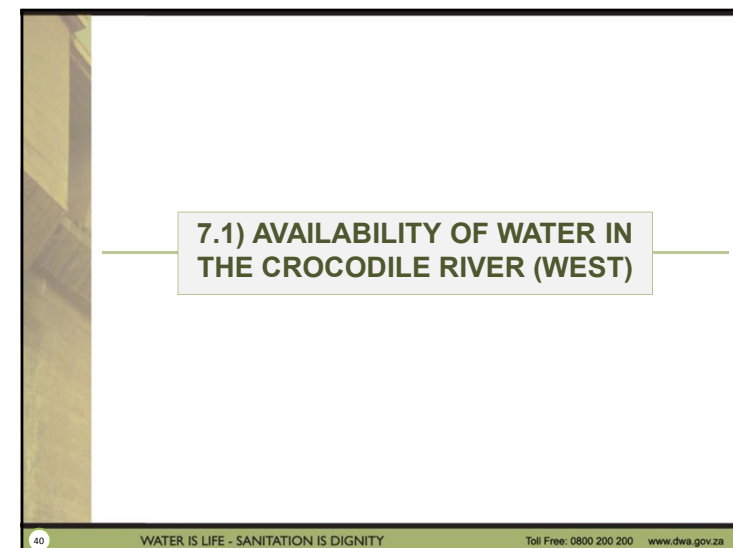 7.1) AVAILABILITY OF WATER IN
THE CROCODILE RIVER (WEST)
40
WATER IS LIFE - SANITATION IS DIGNITY
Toll Free: 0800 200 200 www.dwa.gov.za